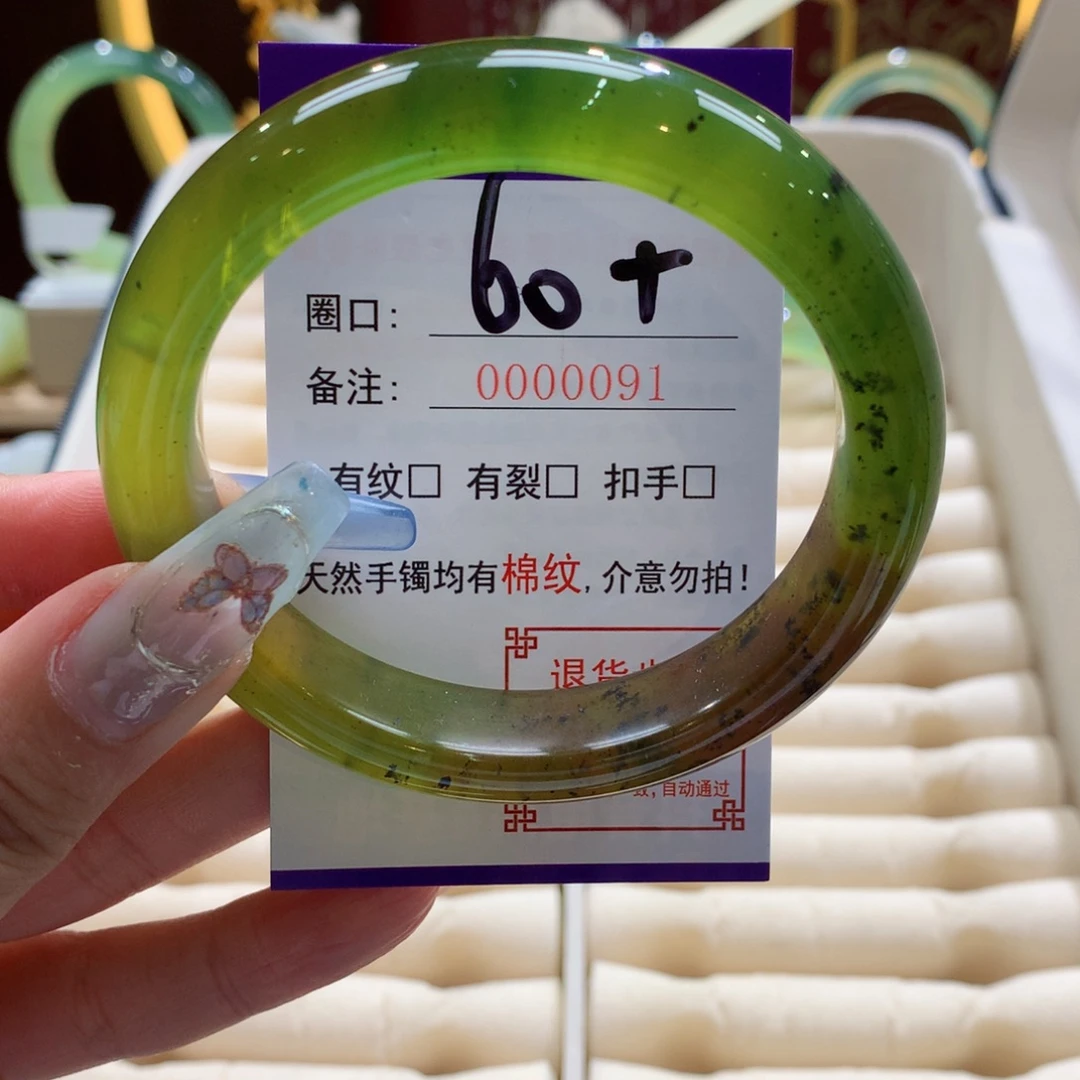 圈口: 60+
备注: 0000091
有纹□ 有裂□ 扣手□
天然手镯均有棉纹,介意勿拍!
退货
致,自动通过